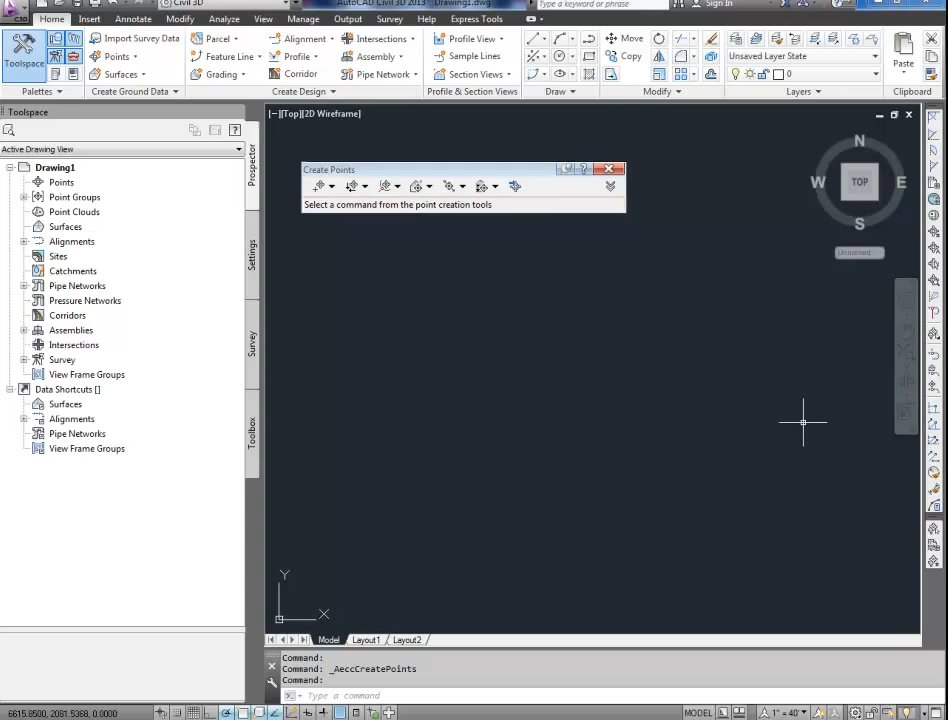 Civil 3D
AutoCAD Civil 3D 2013
Drawing1.dwg
Type a keyword or phrase
Sign In
C3D
Home Insert Annotate Modify Analyze View Manage Output Survey Help Express Tools
Toolspace
Import Survey Data
Points
Surfaces
Parcel
Feature Line
Grading
Alignment
Profile
Corridor
Intersections
Assembly
Pipe Network
Profile View
Sample Lines
Section Views
Move
Copy
Unsaved Layer State
0
Paste
Palettes
Create Ground Data
Create Design
Profile & Section Views
Draw
Modify
Layers
Clipboard
Toolspace
Active Drawing View
Drawing1
Points
Point Groups
Point Clouds
Surfaces
Alignments
Sites
Catchments
Pipe Networks
Pressure Networks
Corridors
Assemblies
Intersections
Survey
View Frame Groups
Data Shortcuts []
Surfaces
Alignments
Pipe Networks
View Frame Groups
Prospector
Settings
Survey
Toolbox
[−][Top][2D Wireframe]
Create Points
Select a command from the point creation tools
N
W TOP E
S
Unnamed
Y
X
Model Layout1 Layout2
Command:
Command: _AeccCreatePoints
Command:
Type a command
6615.8500, 2081.5368, 0.0000
MODEL
1" = 40'